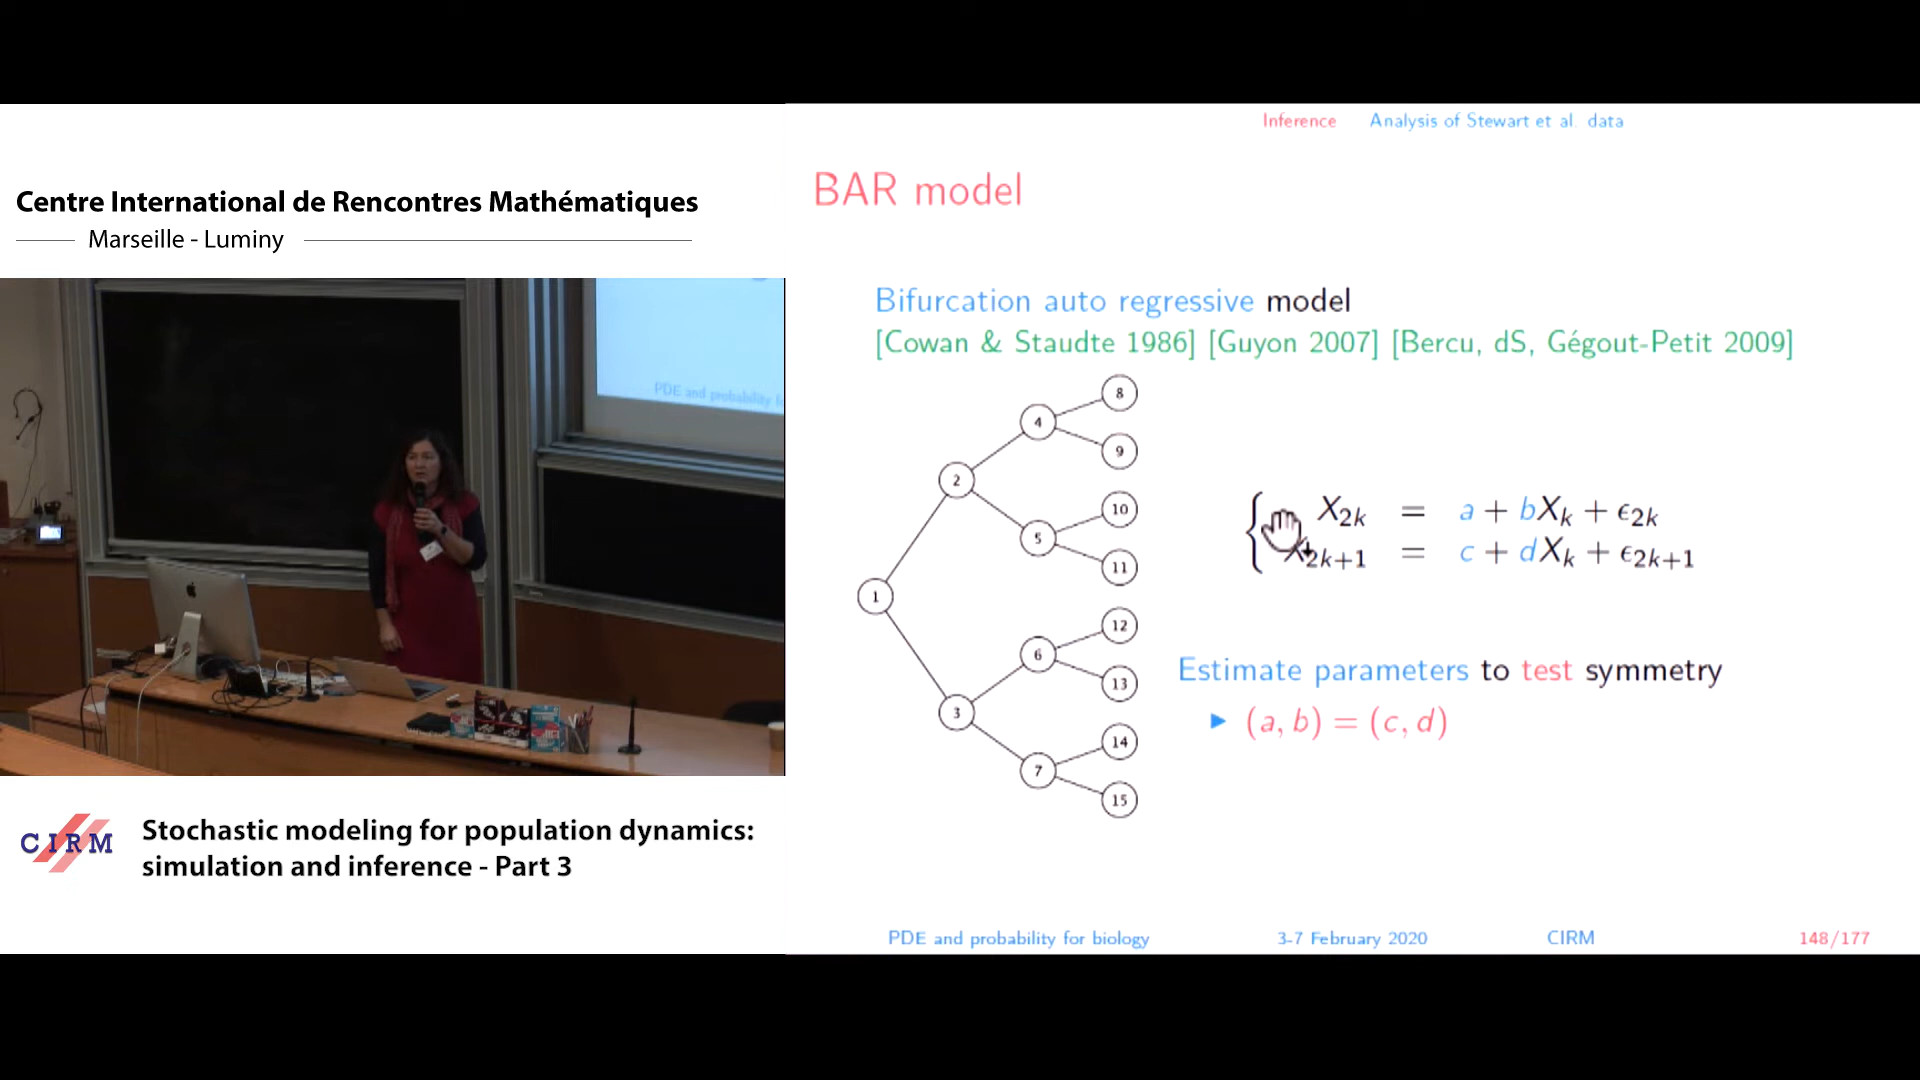 Inference Analysis of Stewart et al. data
Centre International de Rencontres Mathématiques
Marseille - Luminy
BAR model
Bifurcation auto regressive model
[Cowan & Staudte 1986] [Guyon 2007] [Bercu, dS, Gégout-Petit 2009]
8
4
9
2
10
5
11
1
12
6
13
3
14
7
15
X2k = a + bXk + ϵ2k
X2k+1 = c + dXk + ϵ2k+1
Estimate parameters to test symmetry
(a, b) = (c, d)
PDE and probability fo
CIRM
Stochastic modeling for population dynamics:
simulation and inference - Part 3
PDE and probability for biology 3-7 February 2020 CIRM 148/177